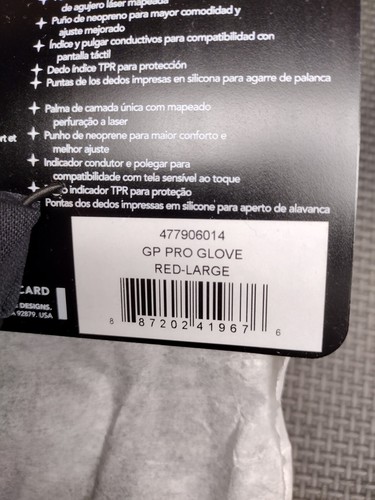 de agujero láser mapeada
Puño de neopreno para mayor comodidad y
ajuste mejorado
Índice y pulgar conductivos para compatibilidad con
pantalla táctil
Dedo índice TPR para protección
Puntas de los dedos impresas en silicona para agarre de palanca
Palma de camada única com mapeado
perfuração a laser
rt et
Punho de neoprene para maior conforto e
melhor ajuste
Indicador condutor e polegar para
compatibilidade com tela sensível ao toque
o indicador TPR para proteção
Pontas dos dedos impressas em silicone para aperto de alavanca
477906014
GP PRO GLOVE
RED-LARGE
8 87202 41967 6
CARD
DESIGNS.
92879. USA